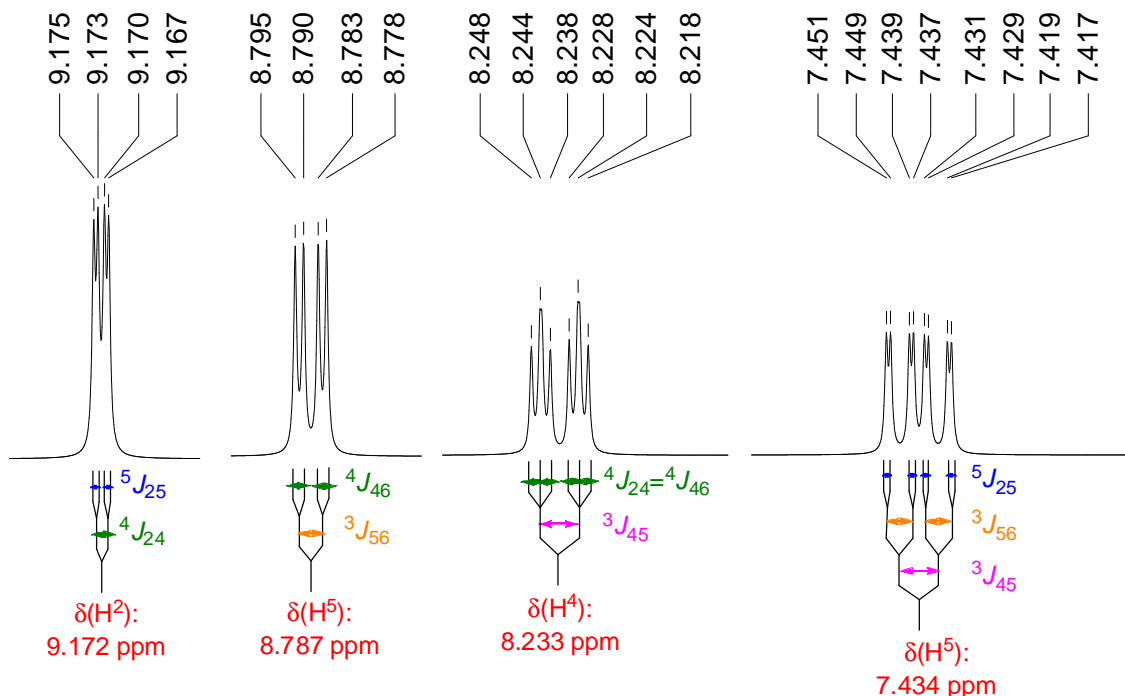 9.175 9.173 9.170 9.167 8.795 8.790 8.783 8.778 8.248 8.244 8.238 8.228 8.224 8.218 7.451 7.449 7.439 7.437 7.431 7.429 7.419 7.417
⁵J₂₅ ⁴J₄₆ ⁴J₂₄=⁴J₄₆ ⁵J₂₅
⁴J₂₄ ³J₅₆ ³J₄₅ ³J₅₆
³J₄₅
δ(H²):
9.172 ppm
δ(H⁵):
8.787 ppm
δ(H⁴):
8.233 ppm
δ(H⁵):
7.434 ppm